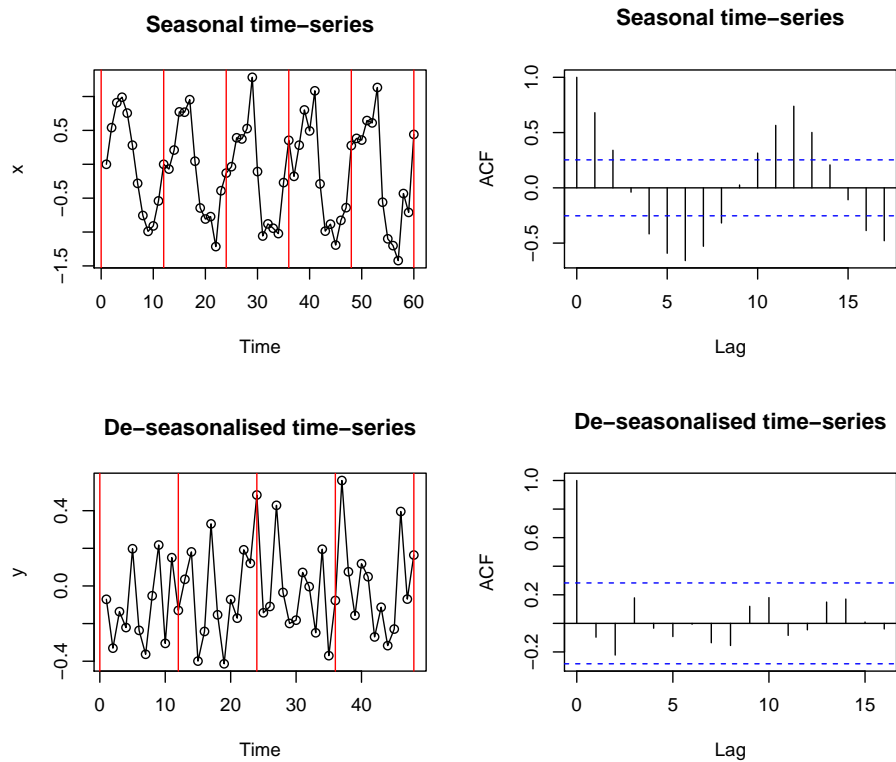 Seasonal time−series
x
−1.5
−0.5
0.5
0 10 20 30 40 50 60
Time
Seasonal time−series
ACF
−0.5
0.0
0.5
1.0
0 5 10 15
Lag
De−seasonalised time−series
y
−0.4
0.0
0.4
0 10 20 30 40
Time
De−seasonalised time−series
ACF
−0.2
0.2
0.6
1.0
0 5 10 15
Lag